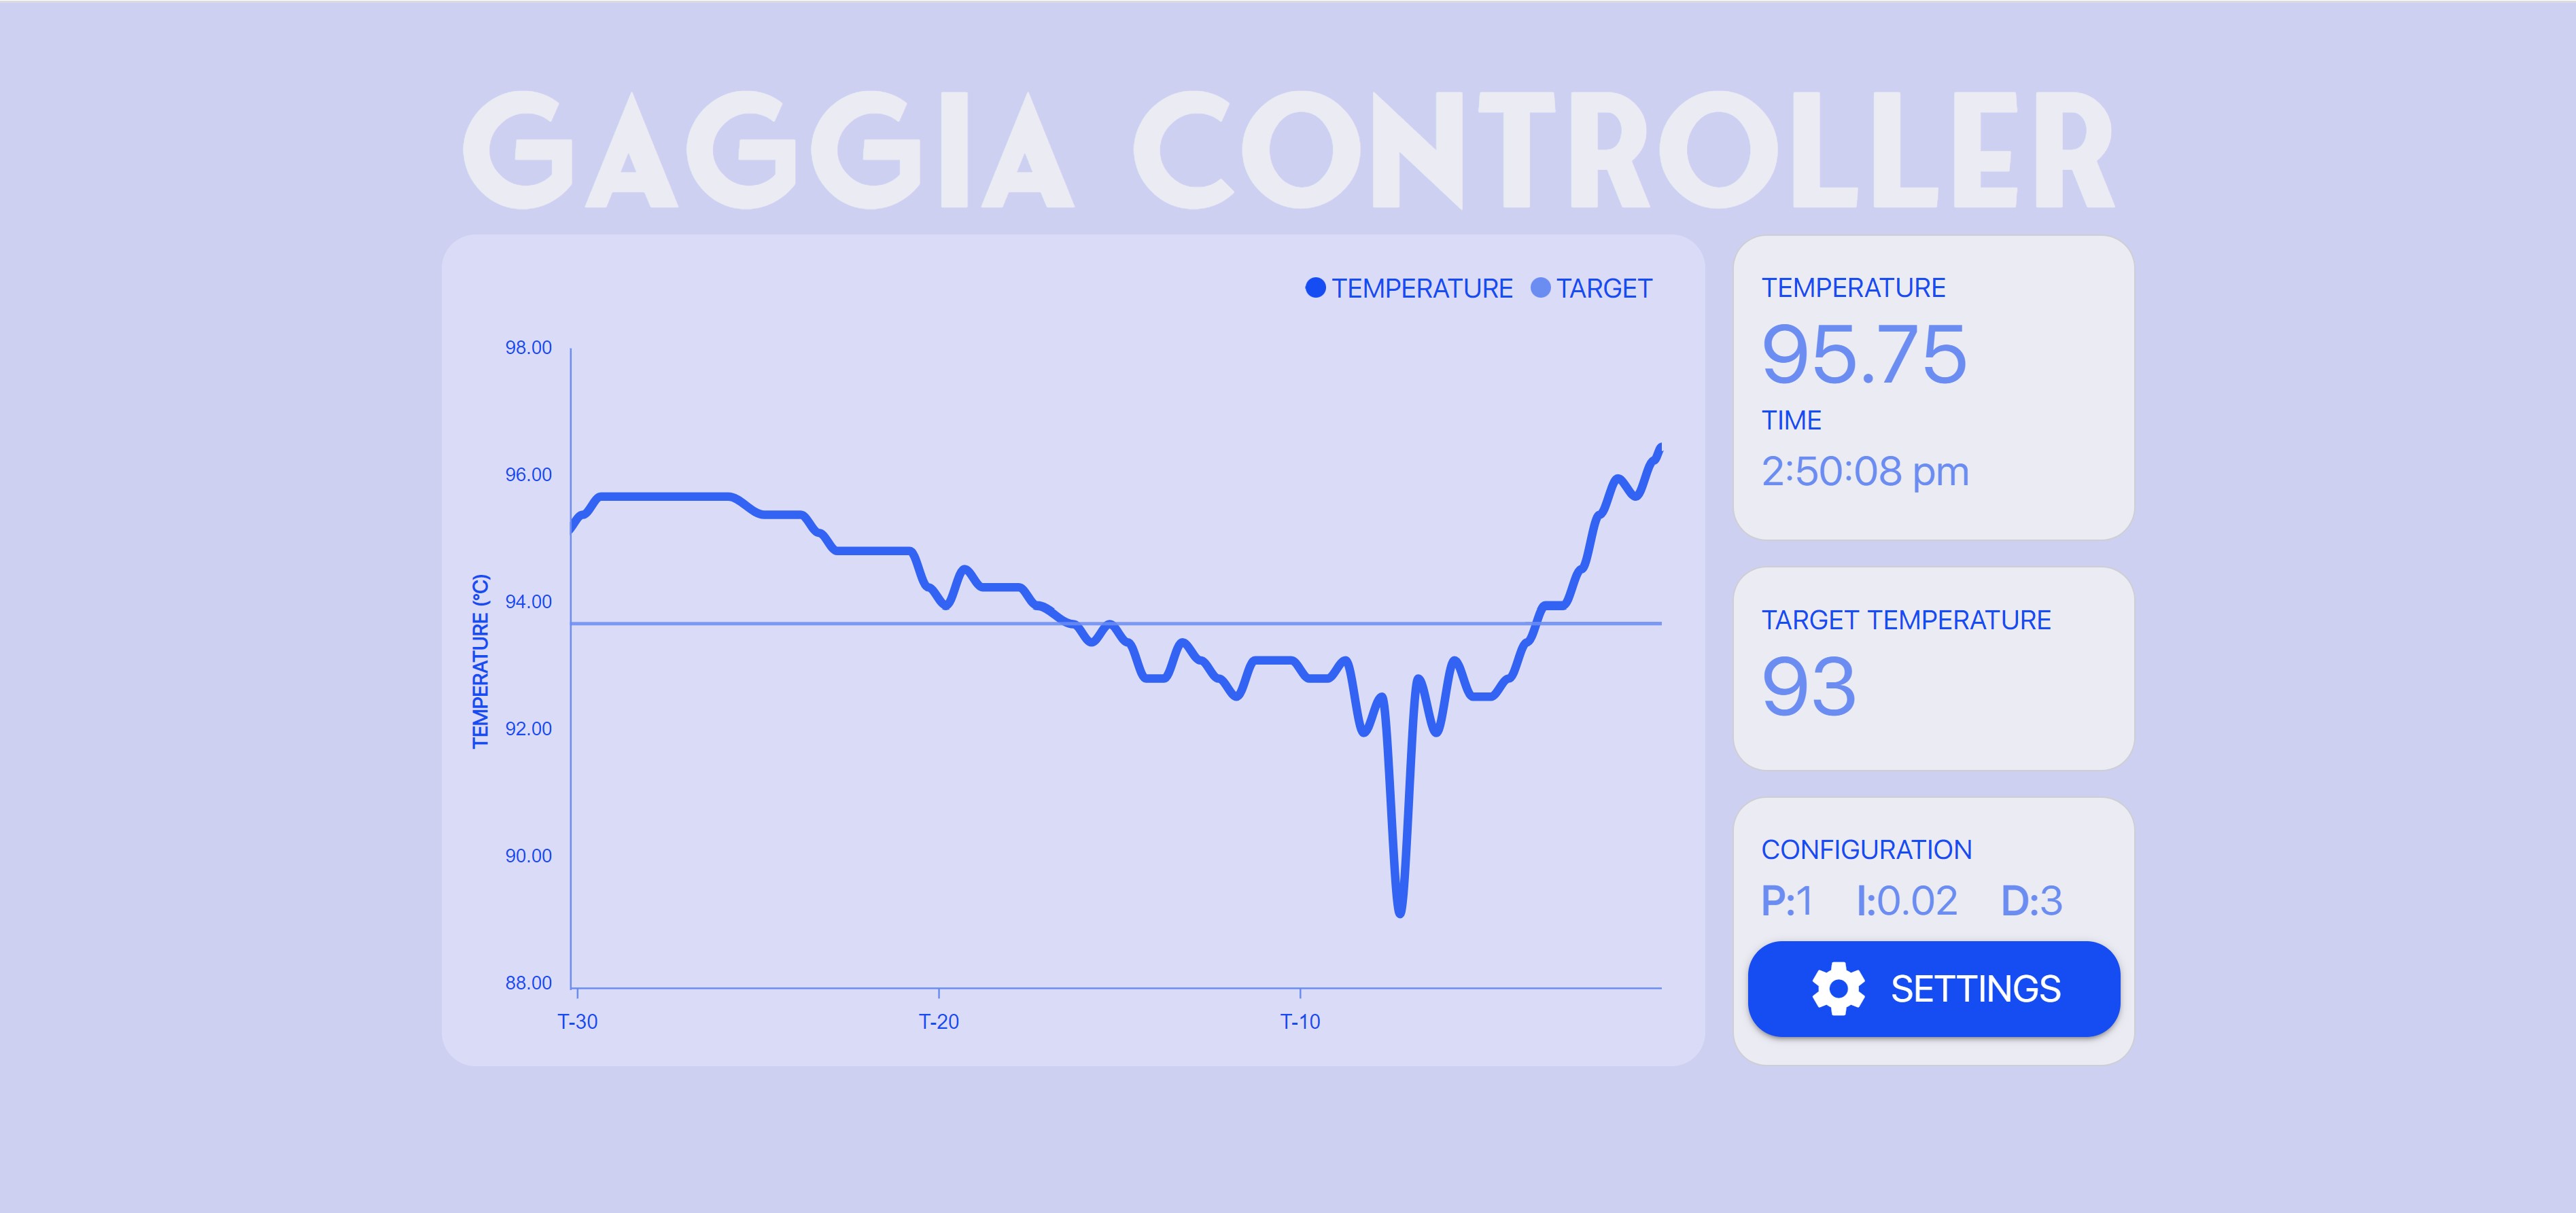 GAGGIA CONTROLLER
TEMPERATURE TARGET
98.00
96.00
94.00
92.00
90.00
88.00
TEMPERATURE (°C)
T-30 T-20 T-10
TEMPERATURE
95.75
TIME
2:50:08 pm
TARGET TEMPERATURE
93
CONFIGURATION
P:1 I:0.02 D:3
SETTINGS